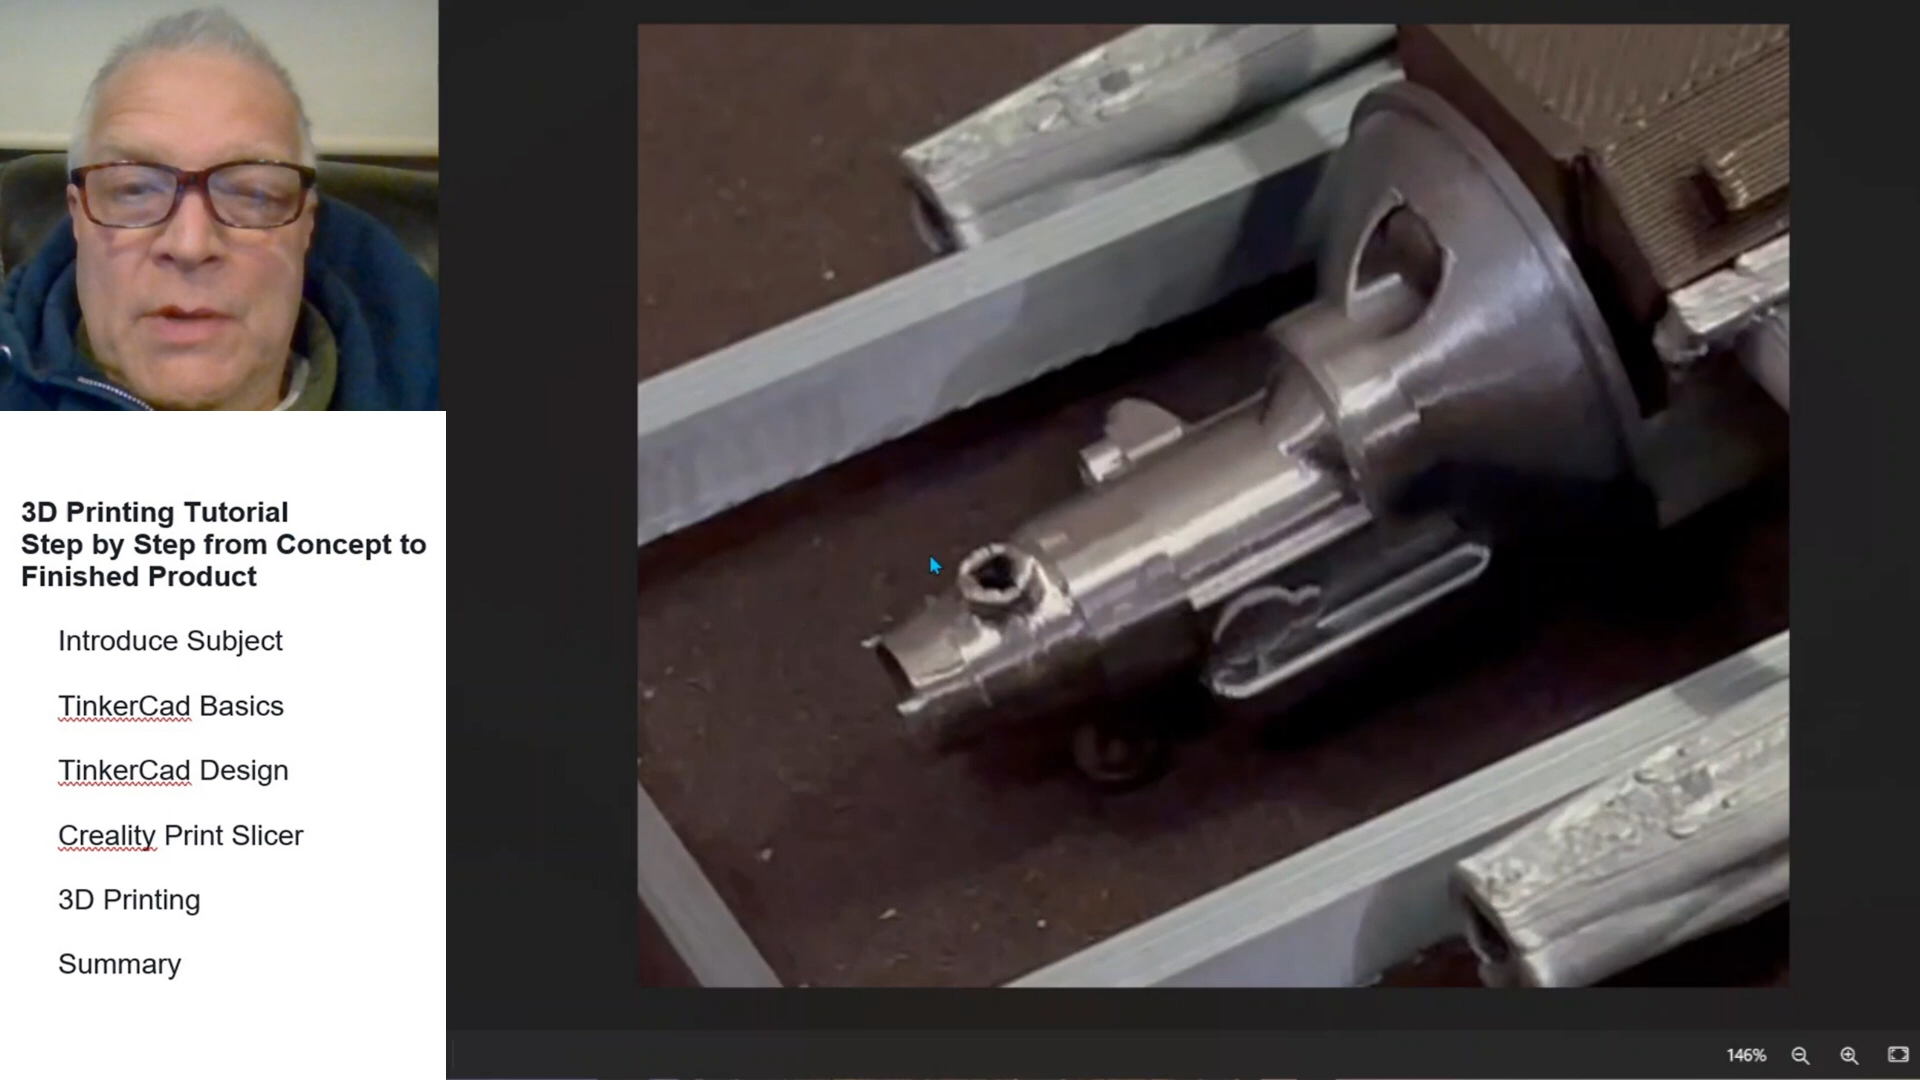 3D Printing Tutorial
Step by Step from Concept to
Finished Product
Introduce Subject
TinkerCad Basics
TinkerCad Design
Creality Print Slicer
3D Printing
Summary
146%